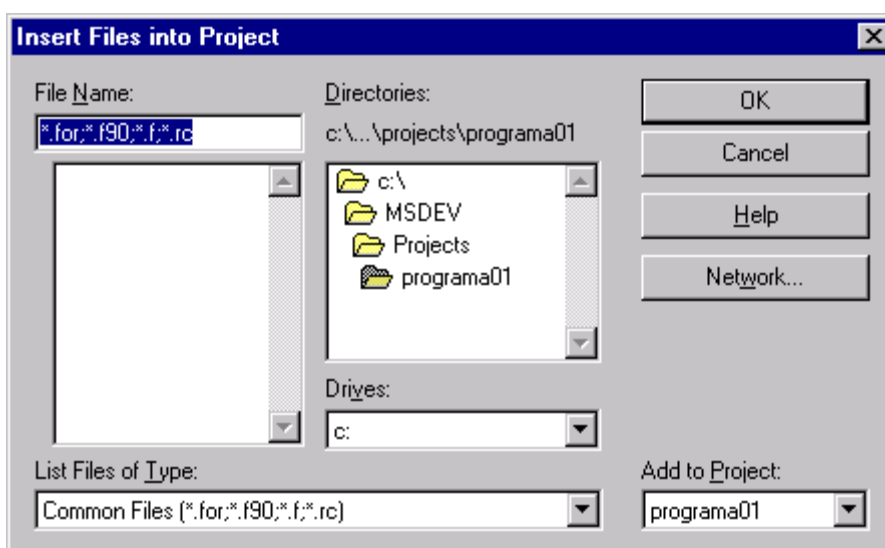 Insert Files into Project
File Name:
*.for;*.f90;*.f;*.rc
Directories:
c:\...\projects\programa01
c:\
MSDEV
Projects
programa01
Drives:
c:
OK
Cancel
Help
Network...
List Files of Type:
Common Files (*.for;*.f90;*.f;*.rc)
Add to Project:
programa01